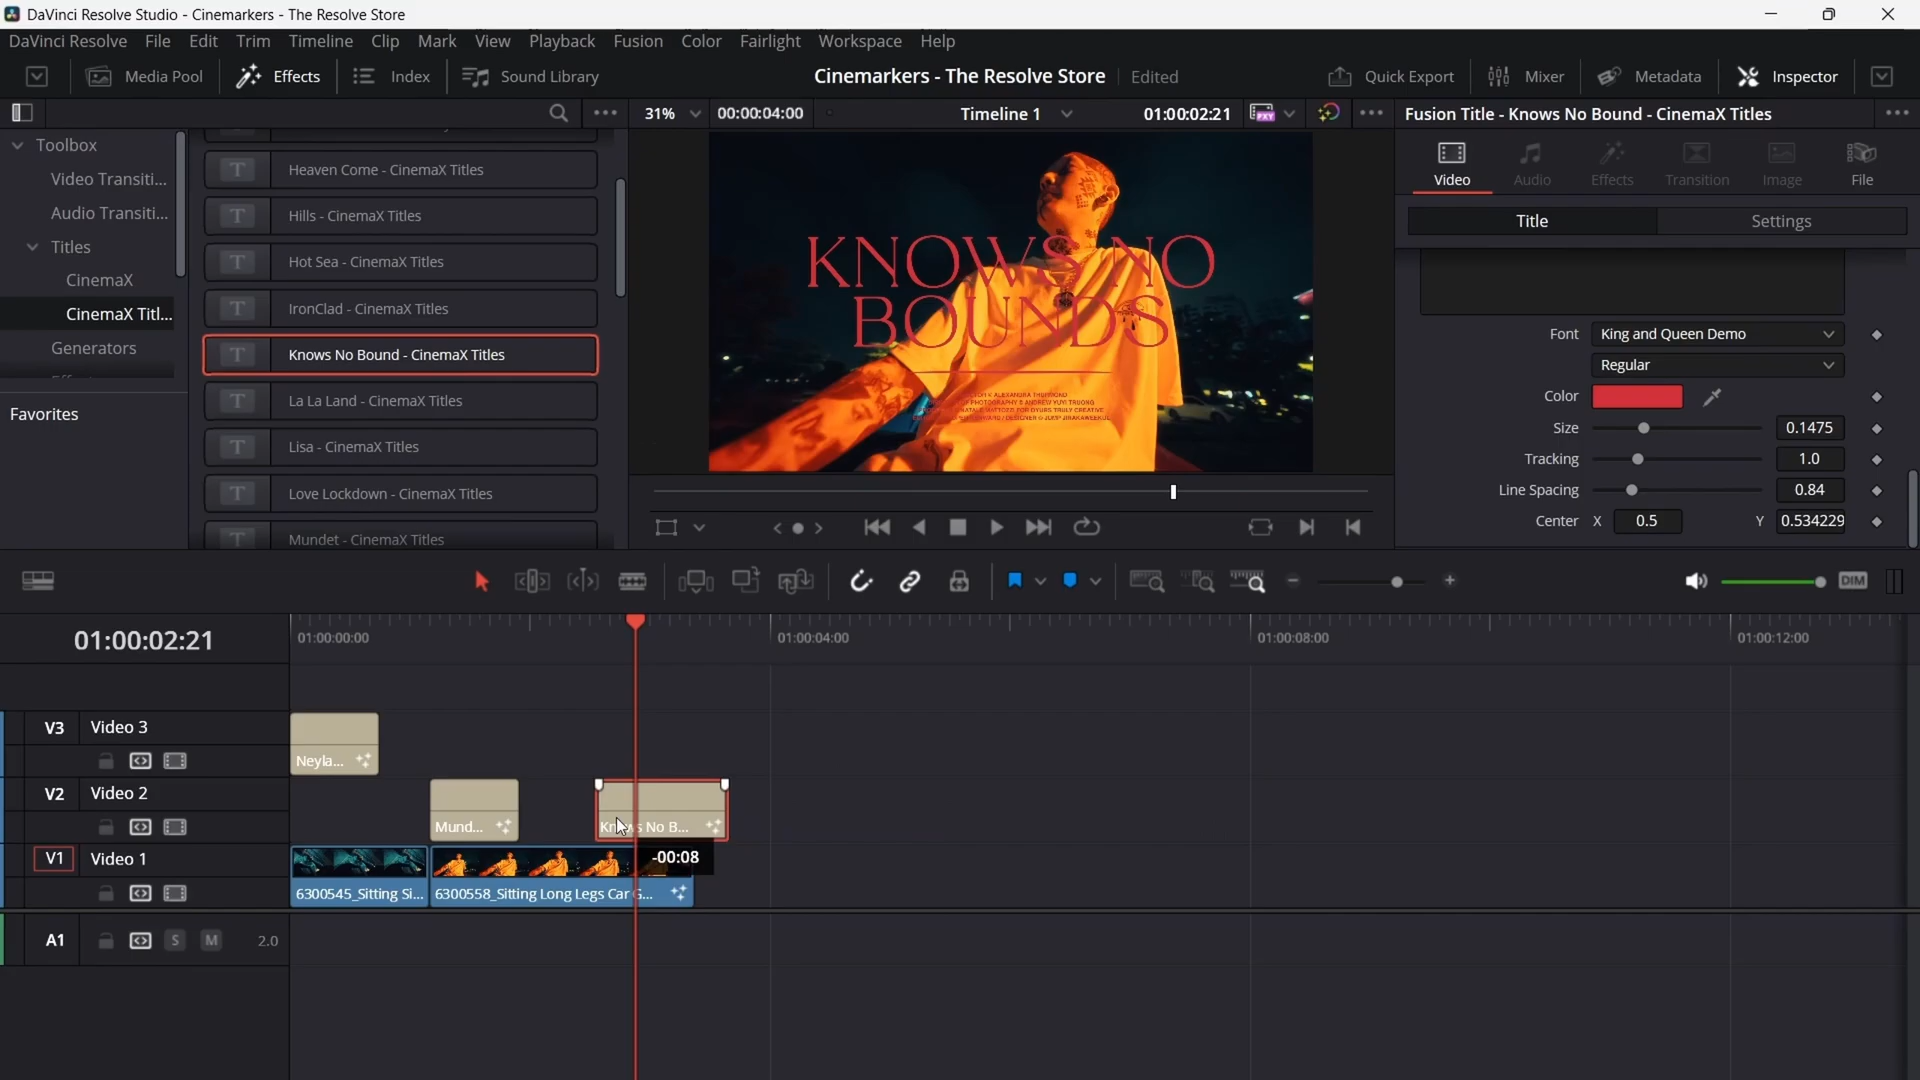 DaVinci Resolve Studio - Cinemarkers - The Resolve Store
DaVinci Resolve File Edit Trim Timeline Clip Mark View Playback Fusion Color Fairlight Workspace Help
Media Pool Effects Index Sound Library Cinemarkers - The Resolve Store Edited Quick Export Mixer Metadata Inspector
31% 00:00:04:00 Timeline 1 01:00:02:21 PXY Fusion Title - Knows No Bound - CinemaX Titles
Toolbox
Video Transiti...
Audio Transiti...
Titles
CinemaX
CinemaX Titl...
Generators
Favorites
Heaven Come - CinemaX Titles
Hills - CinemaX Titles
Hot Sea - CinemaX Titles
IronClad - CinemaX Titles
Knows No Bound - CinemaX Titles
La La Land - CinemaX Titles
Lisa - CinemaX Titles
Love Lockdown - CinemaX Titles
Mundet - CinemaX Titles
KNOWS NO
BOUNDS
Video Audio Effects Transition Image File
Title Settings
Font King and Queen Demo
Regular
Color
Size 0.1475
Tracking 1.0
Line Spacing 0.84
Center X 0.5 Y 0.534229
DIM
01:00:02:21 01:00:00:00 01:00:04:00 01:00:08:00 01:00:12:00
V3 Video 3
Neyla...
V2 Video 2
Mund... Knows No B...
V1 Video 1 -00:08
6300545_Sitting Si... 6300558_Sitting Long Legs Car G...
A1 S M 2.0